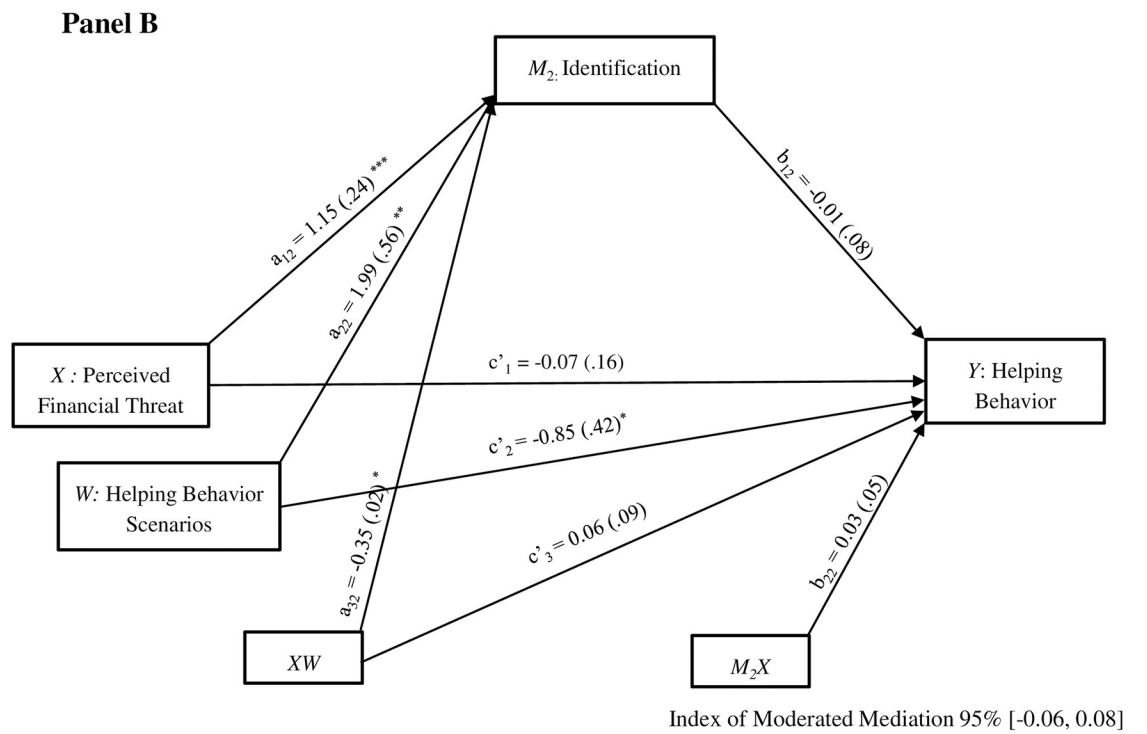 Panel B
M₂: Identification
a₁₂ = 1.15 (.24) ***
a₂₂ = 1.99 (.56) **
b₁₂ = -0.01 (.08)
X : Perceived
Financial Threat
c'₁ = -0.07 (.16)
Y: Helping
Behavior
c'₂ = -0.85 (.42)*
W: Helping Behavior
Scenarios
a₃₂ = -0.35 (.02) *
c'₃ = 0.06 (.09)
b₂₂ = 0.03 (.05)
XW
M₂X
Index of Moderated Mediation 95% [-0.06, 0.08]